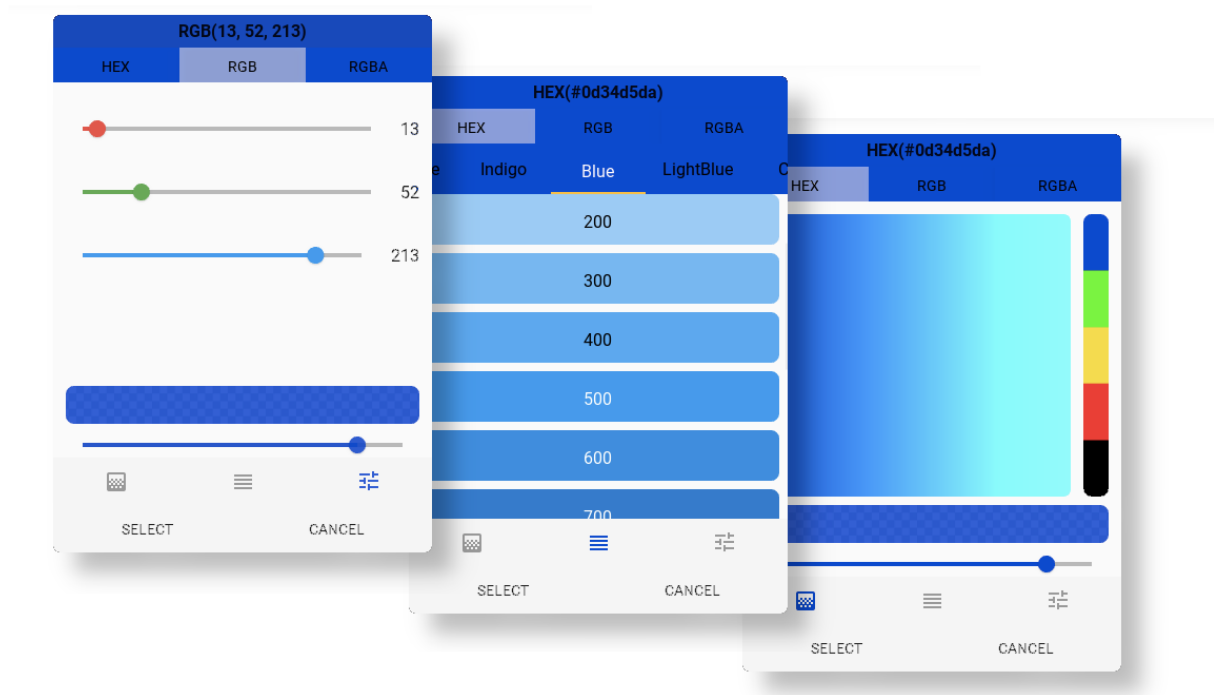 RGB(13, 52, 213)
HEX RGB RGBA
13
52
213
SELECT CANCEL
HEX(#0d34d5da)
HEX RGB RGBA
e Indigo Blue LightBlue C
200
300
400
500
600
700
SELECT CANCEL
HEX(#0d34d5da)
HEX RGB RGBA
SELECT CANCEL